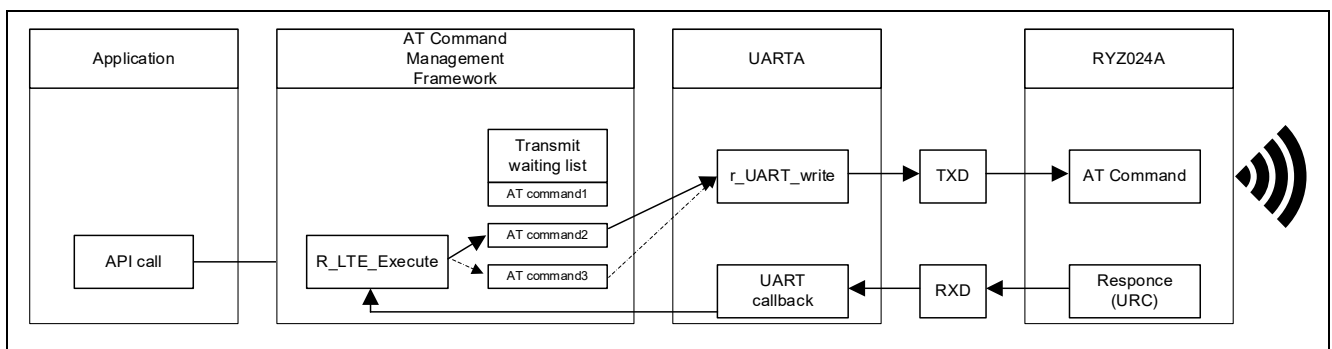 Application
AT Command
Management
Framework
UARTA
RYZ024A
Transmit
waiting list
AT command1
r_UART_write
TXD
AT Command
AT command2
API call
R_LTE_Execute
AT command3
UART
callback
RXD
Responce
(URC)